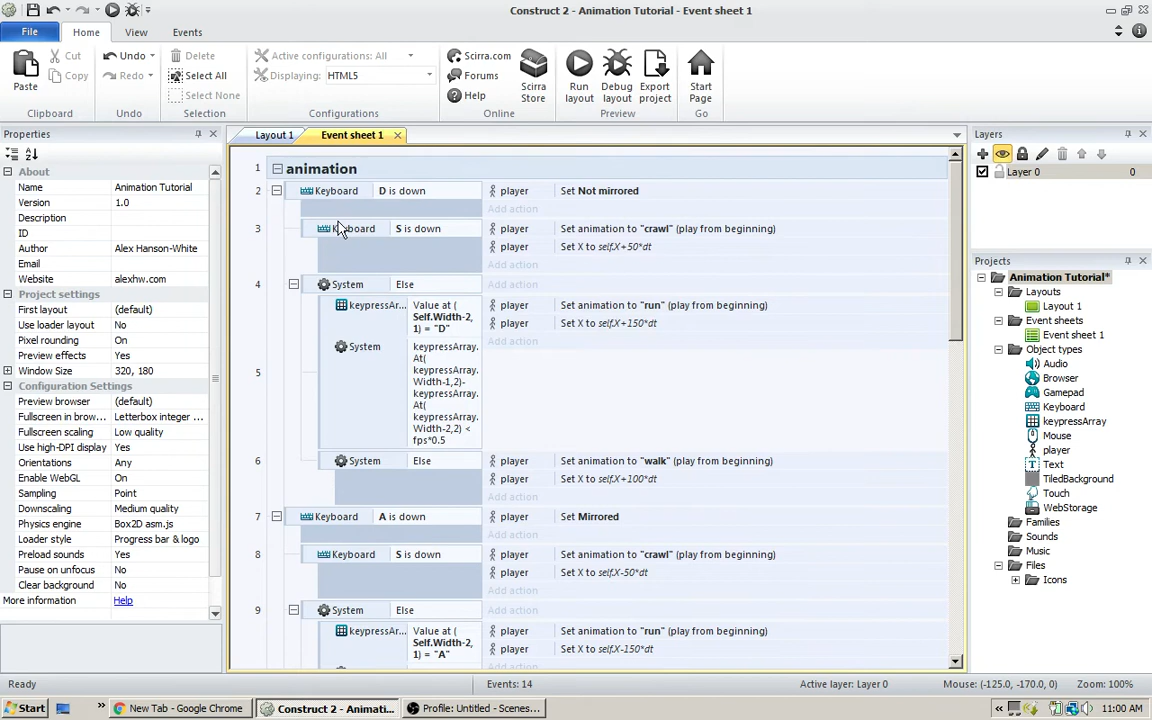 Construct 2 - Animation Tutorial - Event sheet 1
File Home View Events
Paste
Cut
Copy
Clipboard
Undo
Redo
Undo
Delete
Select All
Select None
Selection
Active configurations: All
Displaying: HTML5
Configurations
Scirra.com
Forums
Help
Scirra Store
Online
Run layout
Debug layout
Export project
Preview
Start Page
Go
Properties
About
Name Animation Tutorial
Version 1.0
Description
ID
Author Alex Hanson-White
Email
Website alexhw.com
Project settings
First layout (default)
Use loader layout No
Pixel rounding On
Preview effects Yes
Window Size 320, 180
Configuration Settings
Preview browser (default)
Fullscreen in brow... Letterbox integer ...
Fullscreen scaling Low quality
Use high-DPI display Yes
Orientations Any
Enable WebGL On
Sampling Point
Downscaling Medium quality
Physics engine Box2D asm.js
Loader style Progress bar & logo
Preload sounds Yes
Pause on unfocus No
Clear background No
More information Help
Layout 1
Event sheet 1
1 animation
2 Keyboard D is down player Set Not mirrored
Add action
3 Keyboard S is down player Set animation to "crawl" (play from beginning)
player Set X to self.X+50*dt
Add action
4 System Else Add action
5 keypressAr... Value at ( Self.Width-2, 1) = "D" player Set animation to "run" (play from beginning)
player Set X to self.X+150*dt
Add action
System keypressArray. At( keypressArray. Width-1,2)- keypressArray. At( keypressArray. Width-2,2) < fps*0.5
6 System Else player Set animation to "walk" (play from beginning)
player Set X to self.X+100*dt
Add action
7 Keyboard A is down player Set Mirrored
Add action
8 Keyboard S is down player Set animation to "crawl" (play from beginning)
player Set X to self.X-50*dt
Add action
9 System Else Add action
keypressAr... Value at ( Self.Width-2, 1) = "A" player Set animation to "run" (play from beginning)
player Set X to self.X-150*dt
Add action
Layers
Layer 0 0
Projects
Animation Tutorial*
Layouts
Layout 1
Event sheets
Event sheet 1
Object types
Audio
Browser
Gamepad
Keyboard
keypressArray
Mouse
player
Text
TiledBackground
Touch
WebStorage
Families
Sounds
Music
Files
Icons
Ready Events: 14 Active layer: Layer 0 Mouse: (-125.0, -170.0, 0) Zoom: 100%
Start New Tab - Google Chrome Construct 2 - Animati... Profile: Untitled - Scenes... 11:00 AM